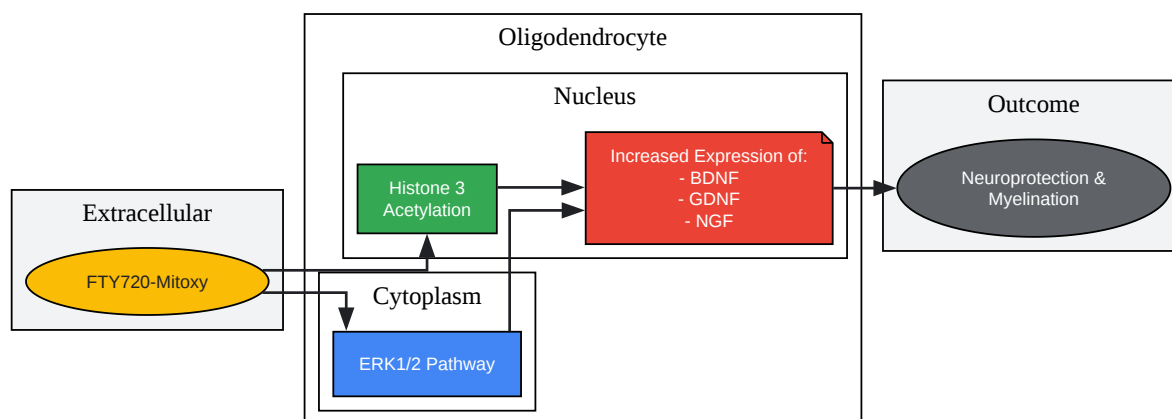 Oligodendrocyte
Nucleus
Outcome
Increased Expression of:
- BDNF
- GDNF
- NGF
Histone 3
Acetylation
Neuroprotection &
Myelination
Extracellular
FTY720-Mitoxy
Cytoplasm
ERK1/2 Pathway